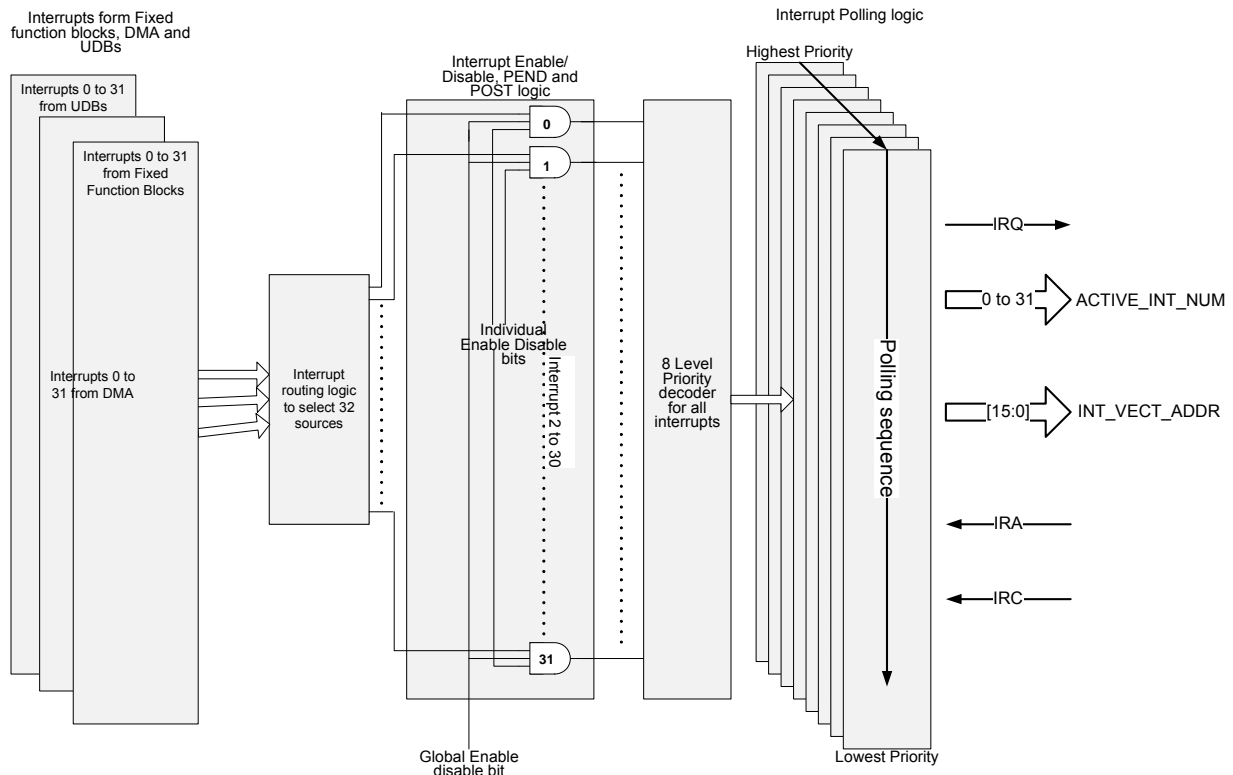 Interrupts form Fixed
function blocks, DMA and
UDBs
Interrupts 0 to 31
from UDBs
Interrupts 0 to 31
from Fixed
Function Blocks
Interrupts 0 to
31 from DMA
Interrupt
routing logic
to select 32
sources
Interrupt Enable/
Disable, PEND and
POST logic
0
1
Individual
Enable Disable
bits
Interrupt 2 to 30
31
Global Enable
disable bit
8 Level
Priority
decoder
for all
interrupts
Interrupt Polling logic
Highest Priority
Polling sequence
Lowest Priority
IRQ
0 to 31
ACTIVE_INT_NUM
[15:0]
INT_VECT_ADDR
IRA
IRC